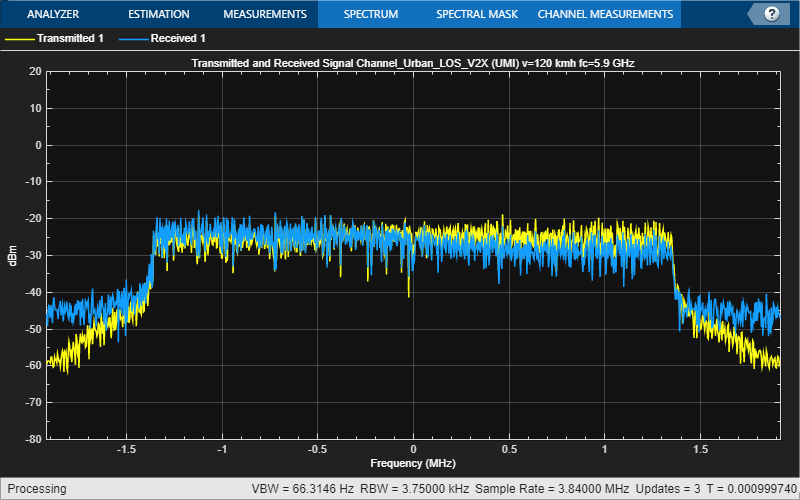 ANALYZER ESTIMATION MEASUREMENTS SPECTRUM SPECTRAL MASK CHANNEL MEASUREMENTS ?
Transmitted 1 Received 1
Transmitted and Received Signal Channel_Urban_LOS_V2X (UMI) v=120 kmh fc=5.9 GHz
20
10
0
-10
-20
-30
-40
-50
-60
-70
-80
dBm
-1.5 -1 -0.5 0 0.5 1 1.5
Frequency (MHz)
Processing VBW = 66.3146 Hz RBW = 3.75000 kHz Sample Rate = 3.84000 MHz Updates = 3 T = 0.000999740